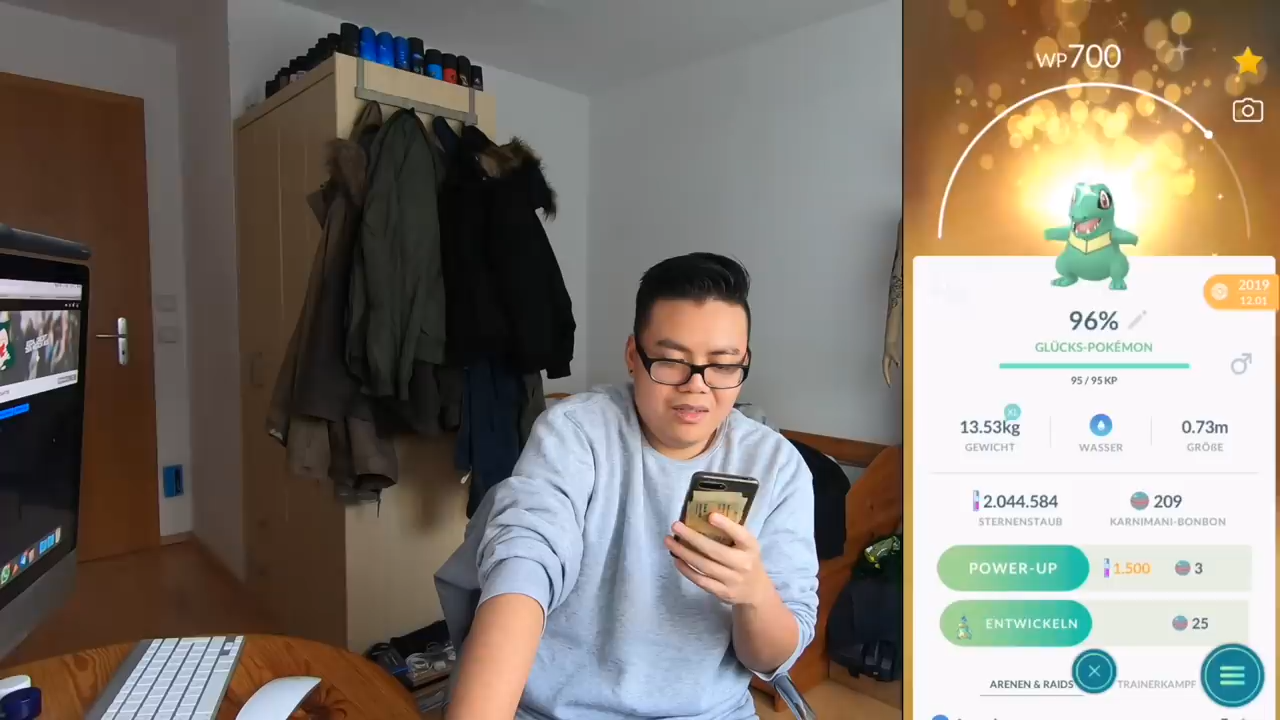 WP700
2019
12.01
96%
GLÜCKS-POKÉMON
95 / 95 KP
XL
13.53kg
GEWICHT
WASSER
0.73m
GRÖßE
2.044.584
STERNENSTAUB
209
KARNIMANI-BONBON
POWER-UP
1.500
3
ENTWICKELN
25
ARENEN & RAIDS
TRAINERKAMPF